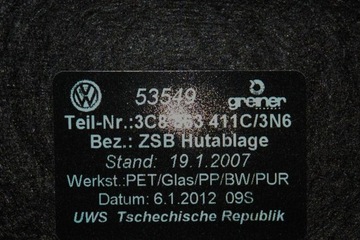 53549 greiner
Teil-Nr.:3C8 863 411C/3N6
Bez.: ZSB Hutablage
Stand: 19.1.2007
Werkst.:PET/Glas/PP/BW/PUR
Datum: 6.1.2012 09S
UWS Tschechische Republik